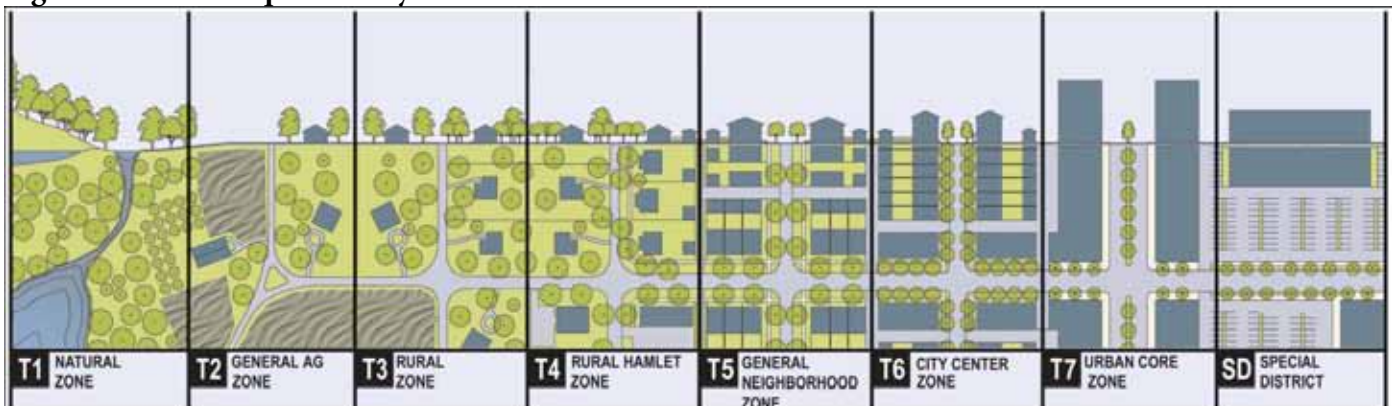 T1 NATURAL
ZONE
T2 GENERAL AG
ZONE
T3 RURAL
ZONE
T4 RURAL HAMLET
ZONE
T5 GENERAL
NEIGHBORHOOD
ZONE
T6 CITY CENTER
ZONE
T7 URBAN CORE
ZONE
SD SPECIAL
DISTRICT